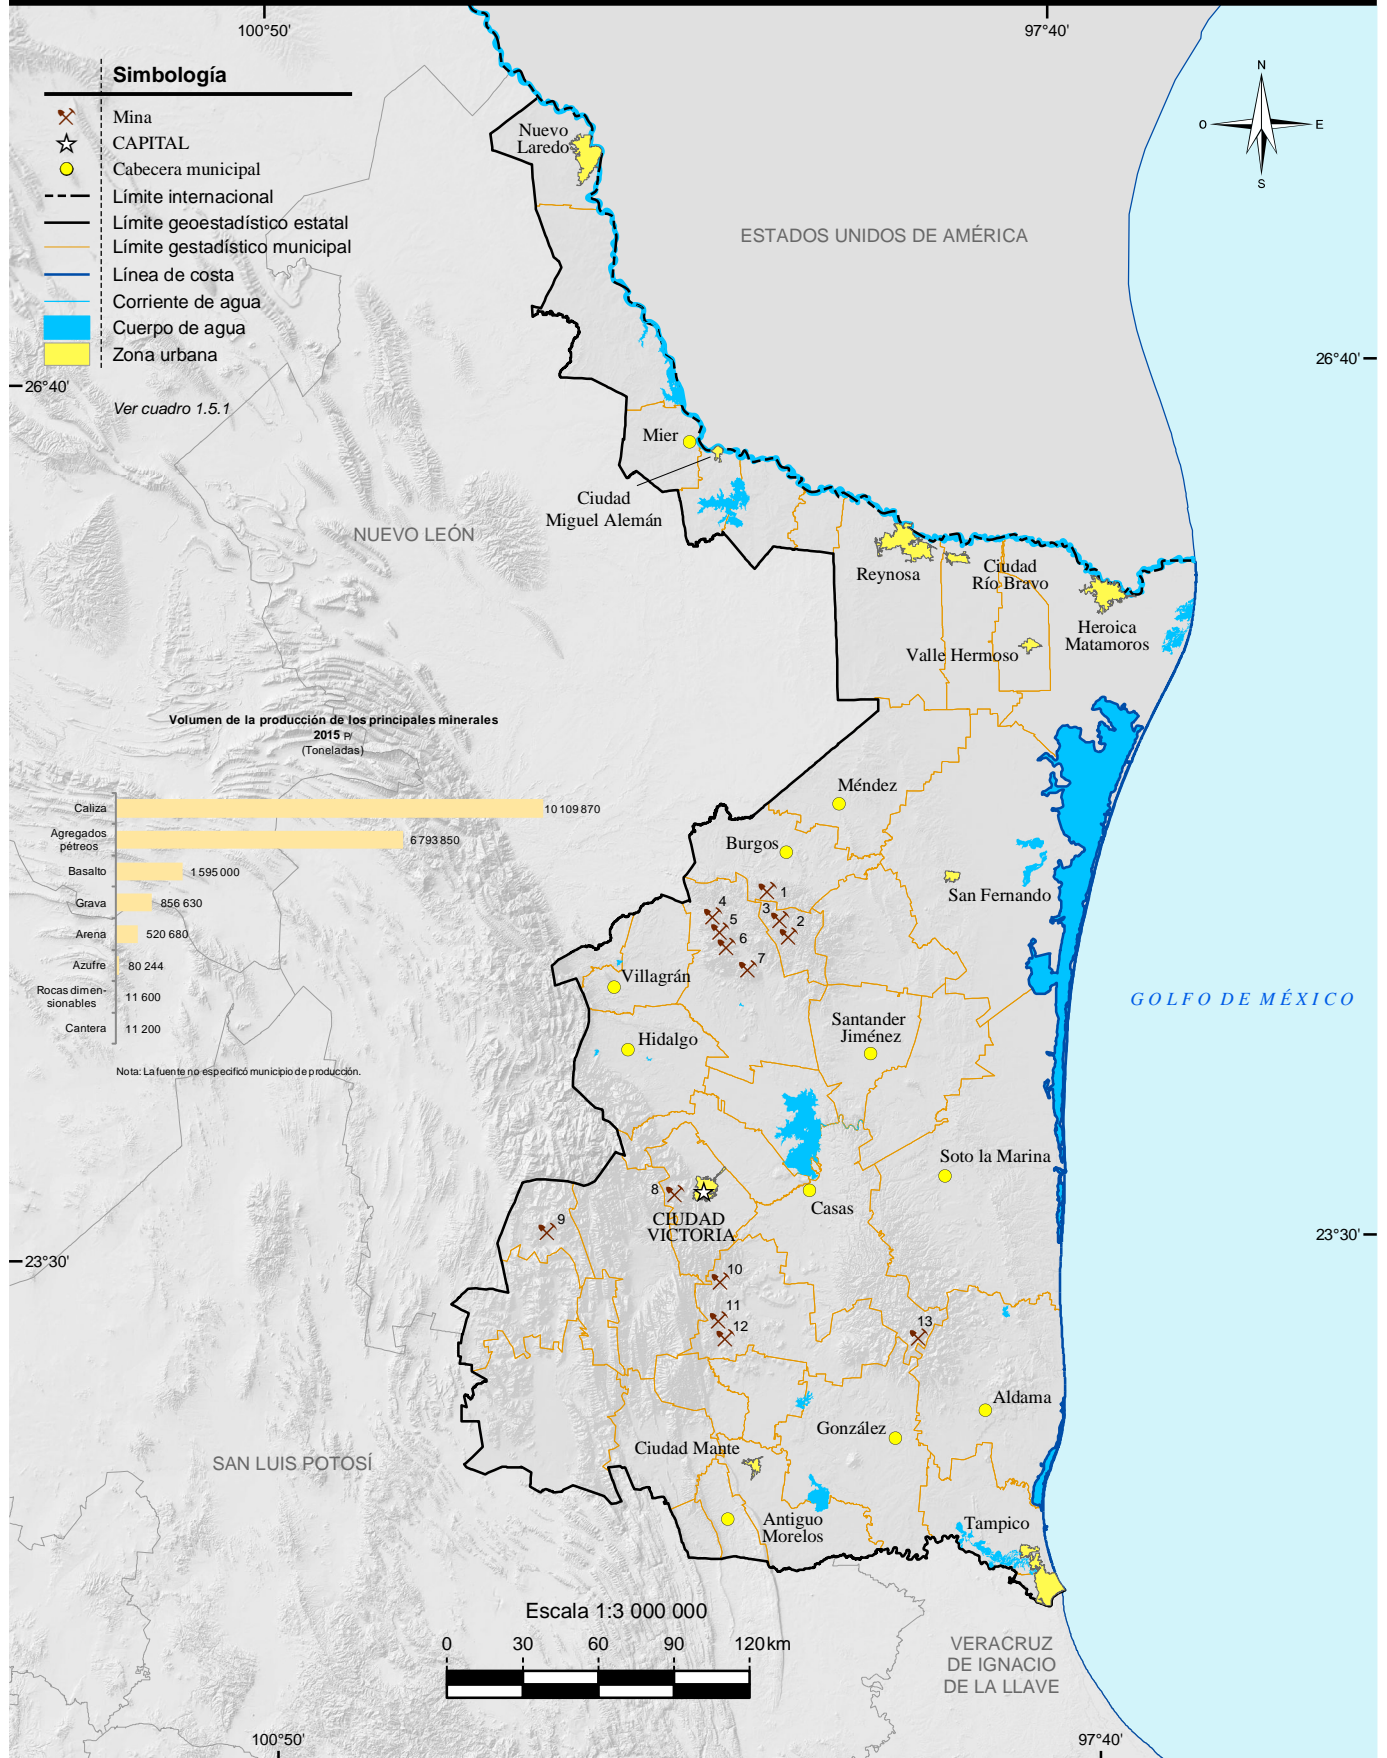 100°50'
97°40'
Simbología
Mina
CAPITAL
Cabecera municipal
Límite internacional
Límite geoestadístico estatal
Límite gestadístico municipal
Línea de costa
Corriente de agua
Cuerpo de agua
Zona urbana
Ver cuadro 1.5.1
N
O
E
S
Nuevo
Laredo
ESTADOS UNIDOS DE AMÉRICA
26°40'
26°40'
Mier
Ciudad
Miguel Alemán
NUEVO LEÓN
Reynosa
Ciudad
Río Bravo
Heroica
Matamoros
Valle Hermoso
Volumen de la producción de los principales minerales
2015 P/
(Toneladas)
Caliza
10 109 870
Agregados
pétreos
6 793 850
Basalto
1 595 000
Grava
856 630
Arena
520 680
Azufre
80 244
Rocas dimen-
sionables
11 600
Cantera
11 200
Nota: La fuente no especificó municipio de producción.
Méndez
Burgos
San Fernando
1
3
2
4
5
6
7
Villagrán
GOLFO DE MÉXICO
Santander
Jiménez
Hidalgo
Soto la Marina
8
CIUDAD
VICTORIA
Casas
9
23°30'
23°30'
10
11
12
13
Aldama
González
Ciudad Mante
SAN LUIS POTOSÍ
Antiguo
Morelos
Tampico
Escala 1:3 000 000
0
30
60
90
120 km
VERACRUZ
DE IGNACIO
DE LA LLAVE
100°50'
97°40'